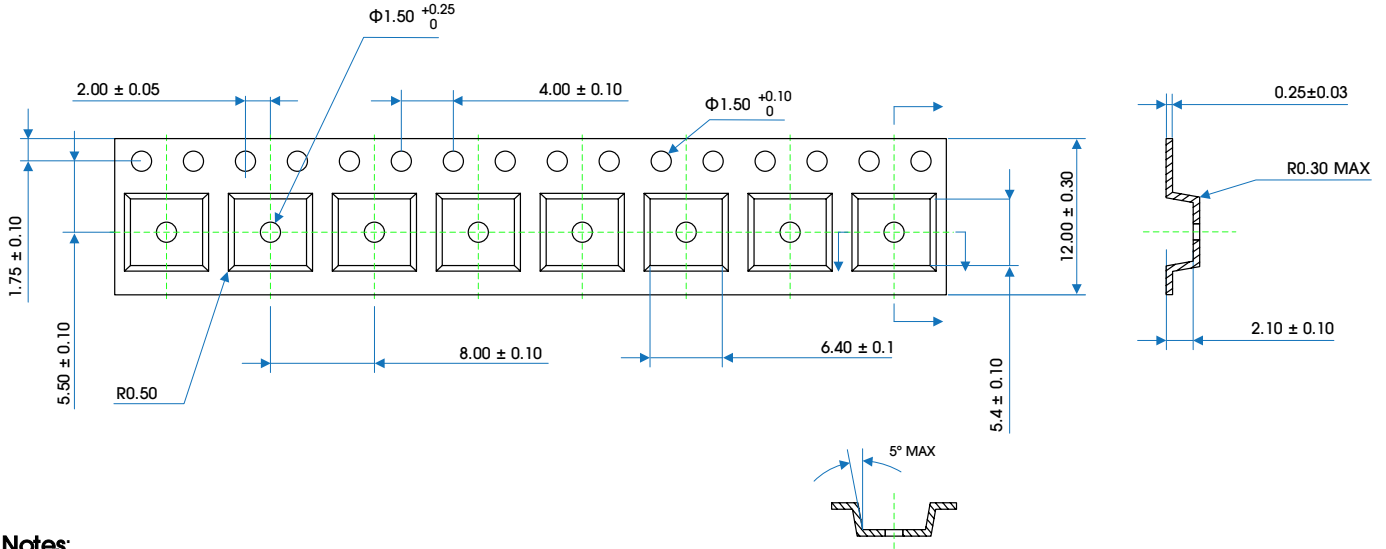 Φ1.50 +0.25 0
2.00 ± 0.05
4.00 ± 0.10
Φ1.50 +0.10 0
0.25±0.03
R0.30 MAX
1.75 ± 0.10
5.50 ± 0.10
12.00 ± 0.30
2.10 ± 0.10
8.00 ± 0.10
6.40 ± 0.1
5.4 ± 0.10
R0.50
5° MAX
Notes: